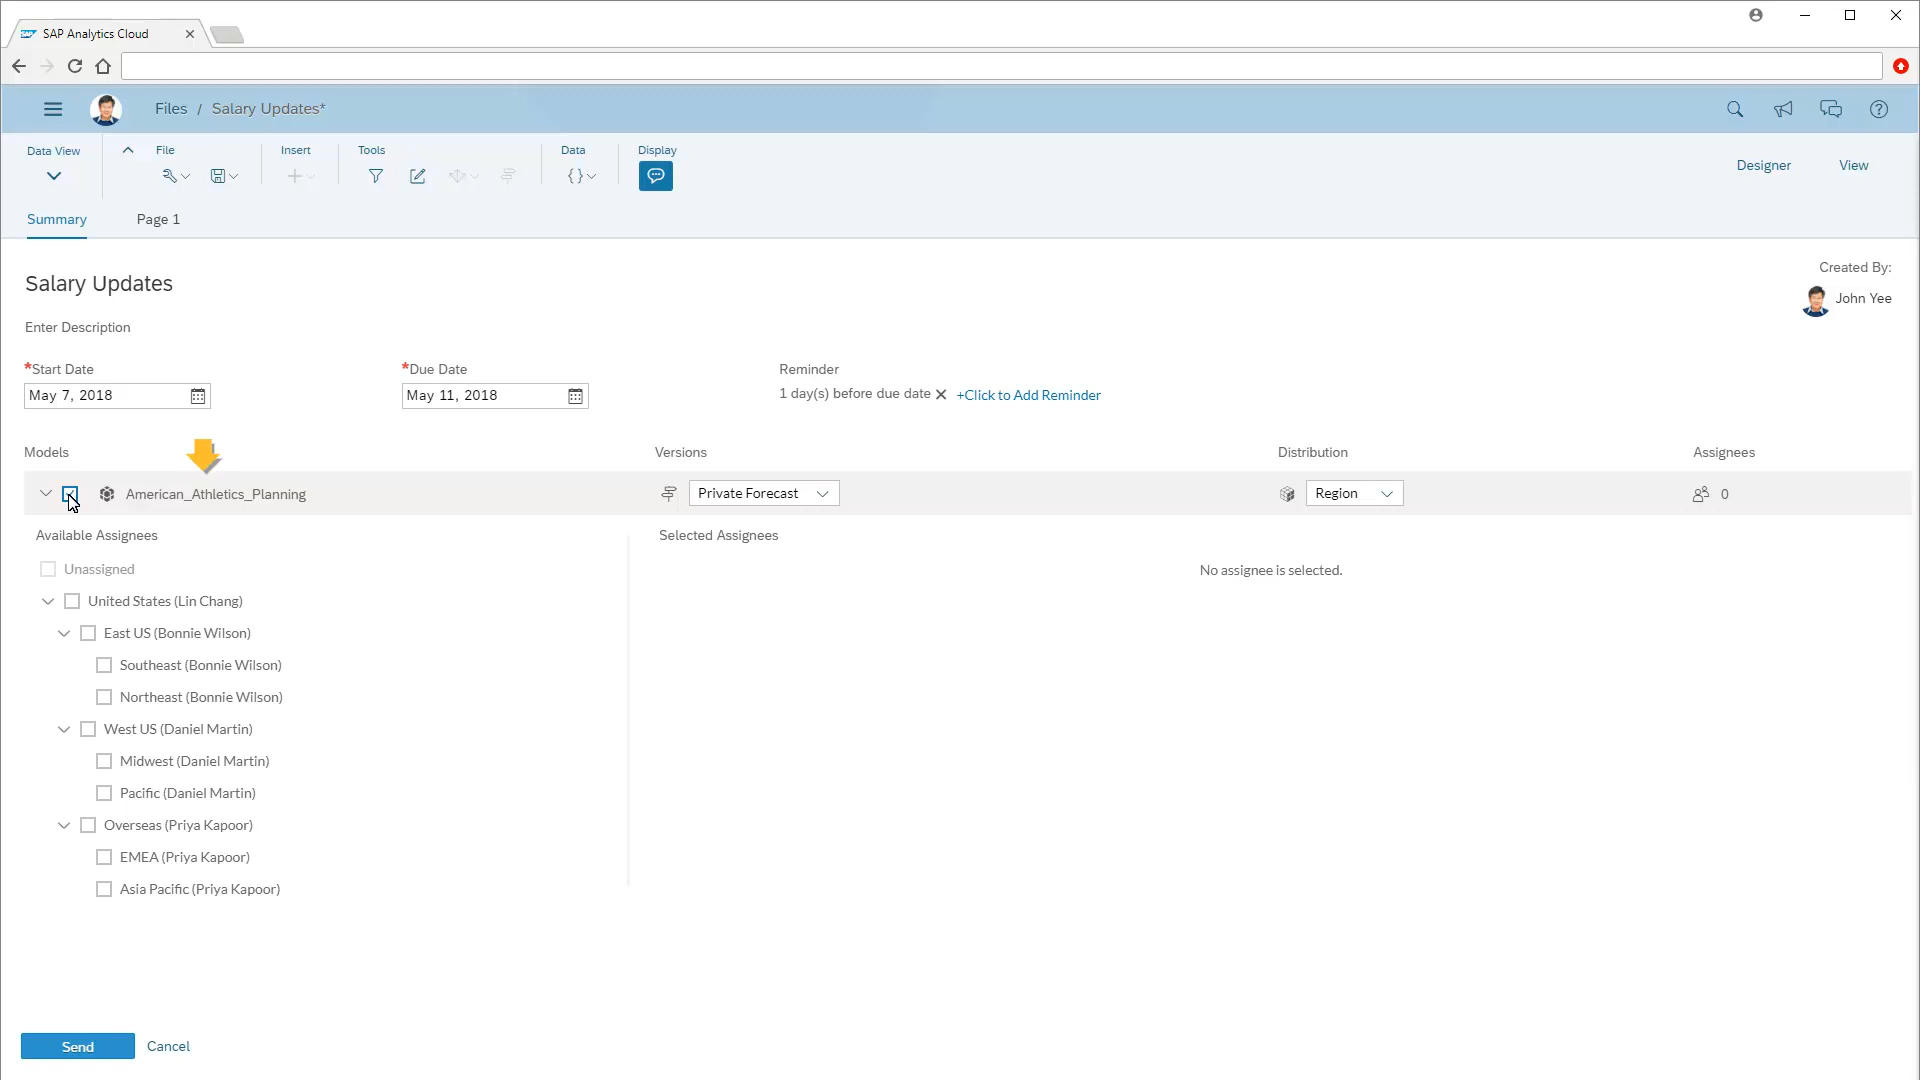 SAP Analytics Cloud
Files / Salary Updates*
Data View File Insert Tools Data Display
Designer View
Summary Page 1
Salary Updates
Created By:
John Yee
Enter Description
*Start Date *Due Date Reminder
May 7, 2018 May 11, 2018 1 day(s) before due date +Click to Add Reminder
Models Versions Distribution Assignees
American_Athletics_Planning Private Forecast Region 0
Available Assignees Selected Assignees
Unassigned No assignee is selected.
United States (Lin Chang)
East US (Bonnie Wilson)
Southeast (Bonnie Wilson)
Northeast (Bonnie Wilson)
West US (Daniel Martin)
Midwest (Daniel Martin)
Pacific (Daniel Martin)
Overseas (Priya Kapoor)
EMEA (Priya Kapoor)
Asia Pacific (Priya Kapoor)
Send Cancel